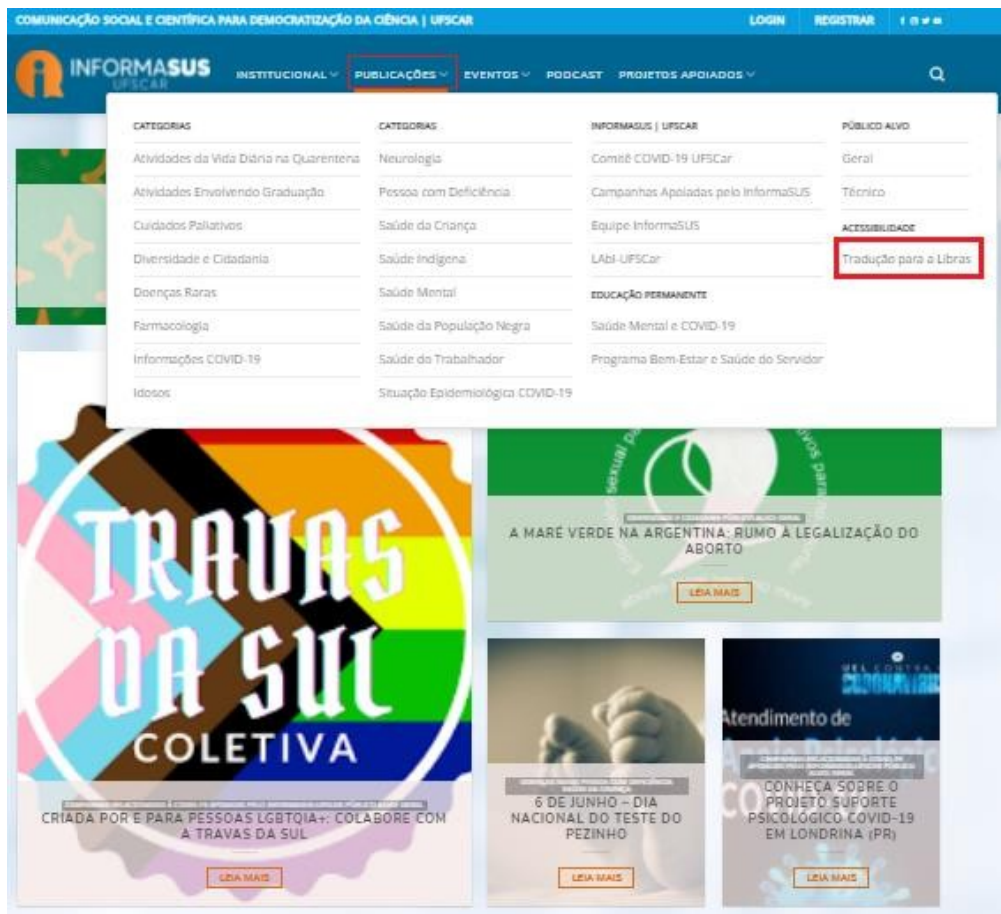 COMUNICAÇÃO SOCIAL E CIENTÍFICA PARA DEMOCRATIZAÇÃO DA CIÊNCIA | UFSCAR
LOGIN
REGISTRAR
INFORMASUS
UFSCAR
INSTITUCIONAL
PUBLICAÇÕES
EVENTOS
PODCAST
PROJETOS APOIADOS
CATEGORIAS
Atividades da Vida Diária na Quarentena
Atividades Envolvendo Graduação
Cuidados Paliativos
Diversidade e Cidadania
Doenças Raras
Farmacologia
Informações COVID-19
Idosos
CATEGORIAS
Neurologia
Pessoa com Deficiência
Saúde da Criança
Saúde Indígena
Saúde Mental
Saúde da População Negra
Saúde do Trabalhador
Situação Epidemiológica COVID-19
INFORMASUS | UFSCAR
Comitê COVID-19 UFSCar
Campanhas Apoiadas pelo InformaSUS
Equipe InformaSUS
LAbI-UFSCar
EDUCAÇÃO PERMANENTE
Saúde Mental e COVID-19
Programa Bem-Estar e Saúde do Servidor
PÚBLICO ALVO
Geral
Técnico
ACESSIBILIDADE
Tradução para a Libras
TRAVAS
DA SUL
COLETIVA
CRIADA POR E PARA PESSOAS LGBTQIA+: COLABORE COM
A TRAVAS DA SUL
LEIA MAIS
sexual
para
A MARÉ VERDE NA ARGENTINA: RUMO À LEGALIZAÇÃO DO
ABORTO
LEIA MAIS
6 DE JUNHO – DIA
NACIONAL DO TESTE DO
PEZINHO
LEIA MAIS
UEL CONTRA
Atendimento de
CONHEÇA SOBRE O
PROJETO SUPORTE
PSICOLÓGICO COVID-19
EM LONDRINA (PR)
LEIA MAIS